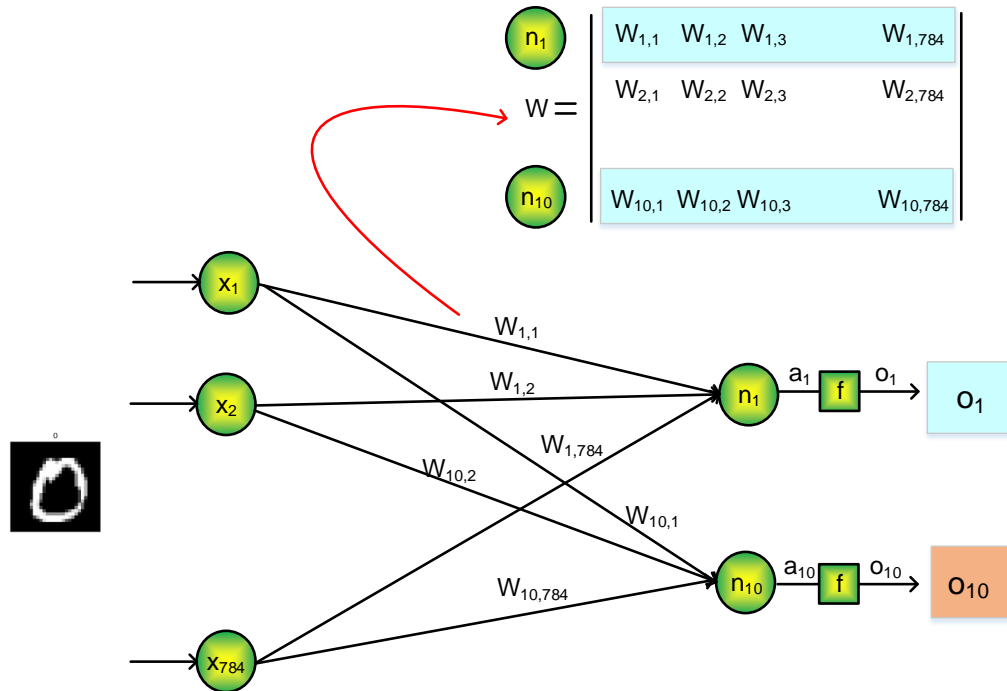 n1 W1,1 W1,2 W1,3 W1,784
W2,1 W2,2 W2,3 W2,784
W =
n10 W10,1 W10,2 W10,3 W10,784
x1
W1,1
x2 W1,2 n1 a1 f o1 o1
0
W1,784
W10,2
W10,1
W10,784 n10 a10 f o10 o10
x784